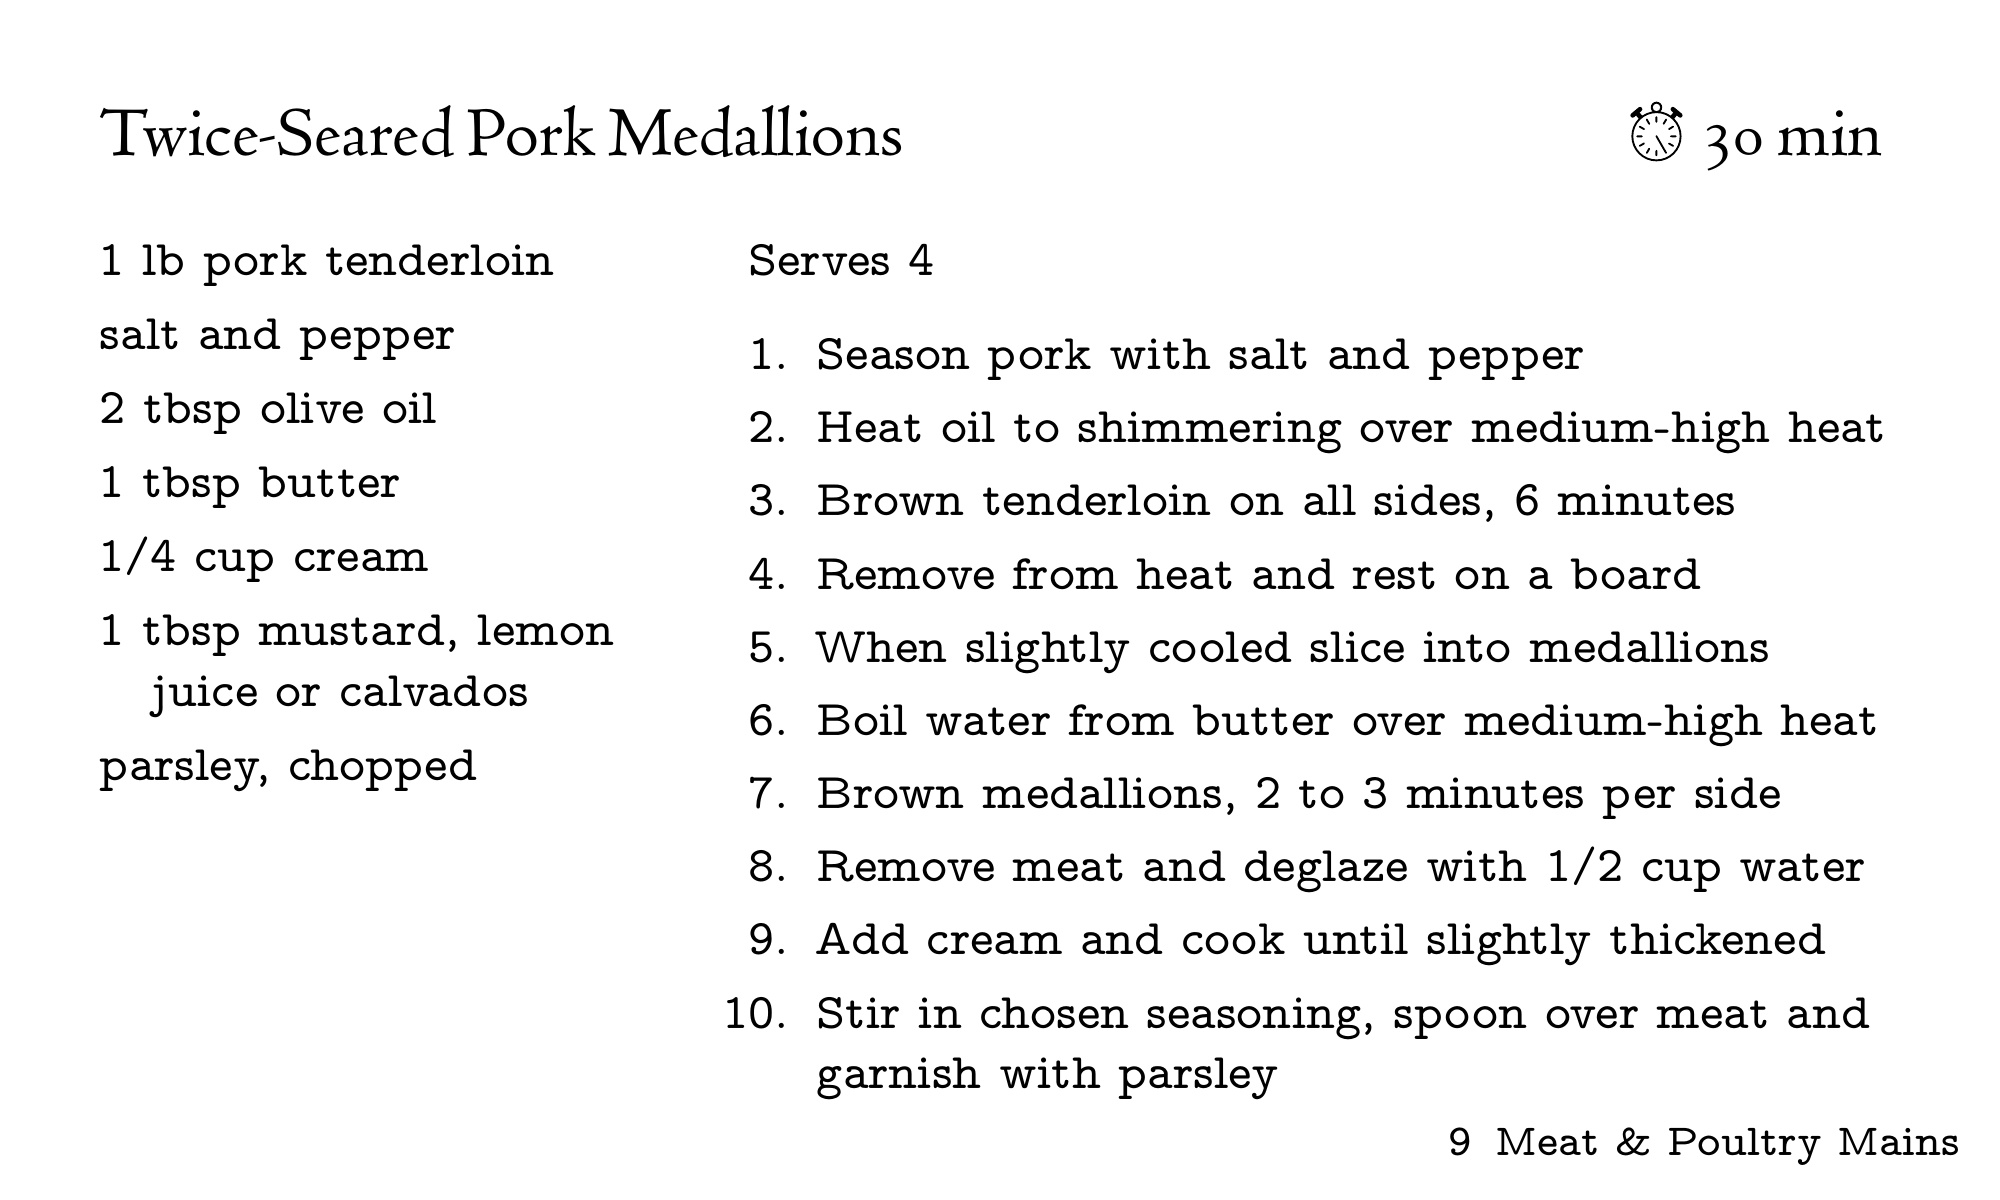 Twice-Seared Pork Medallions
30 min
1 lb pork tenderloin
salt and pepper
2 tbsp olive oil
1 tbsp butter
1/4 cup cream
1 tbsp mustard, lemon
juice or calvados
parsley, chopped
Serves 4
1. Season pork with salt and pepper
2. Heat oil to shimmering over medium-high heat
3. Brown tenderloin on all sides, 6 minutes
4. Remove from heat and rest on a board
5. When slightly cooled slice into medallions
6. Boil water from butter over medium-high heat
7. Brown medallions, 2 to 3 minutes per side
8. Remove meat and deglaze with 1/2 cup water
9. Add cream and cook until slightly thickened
10. Stir in chosen seasoning, spoon over meat and
garnish with parsley
9 Meat & Poultry Mains